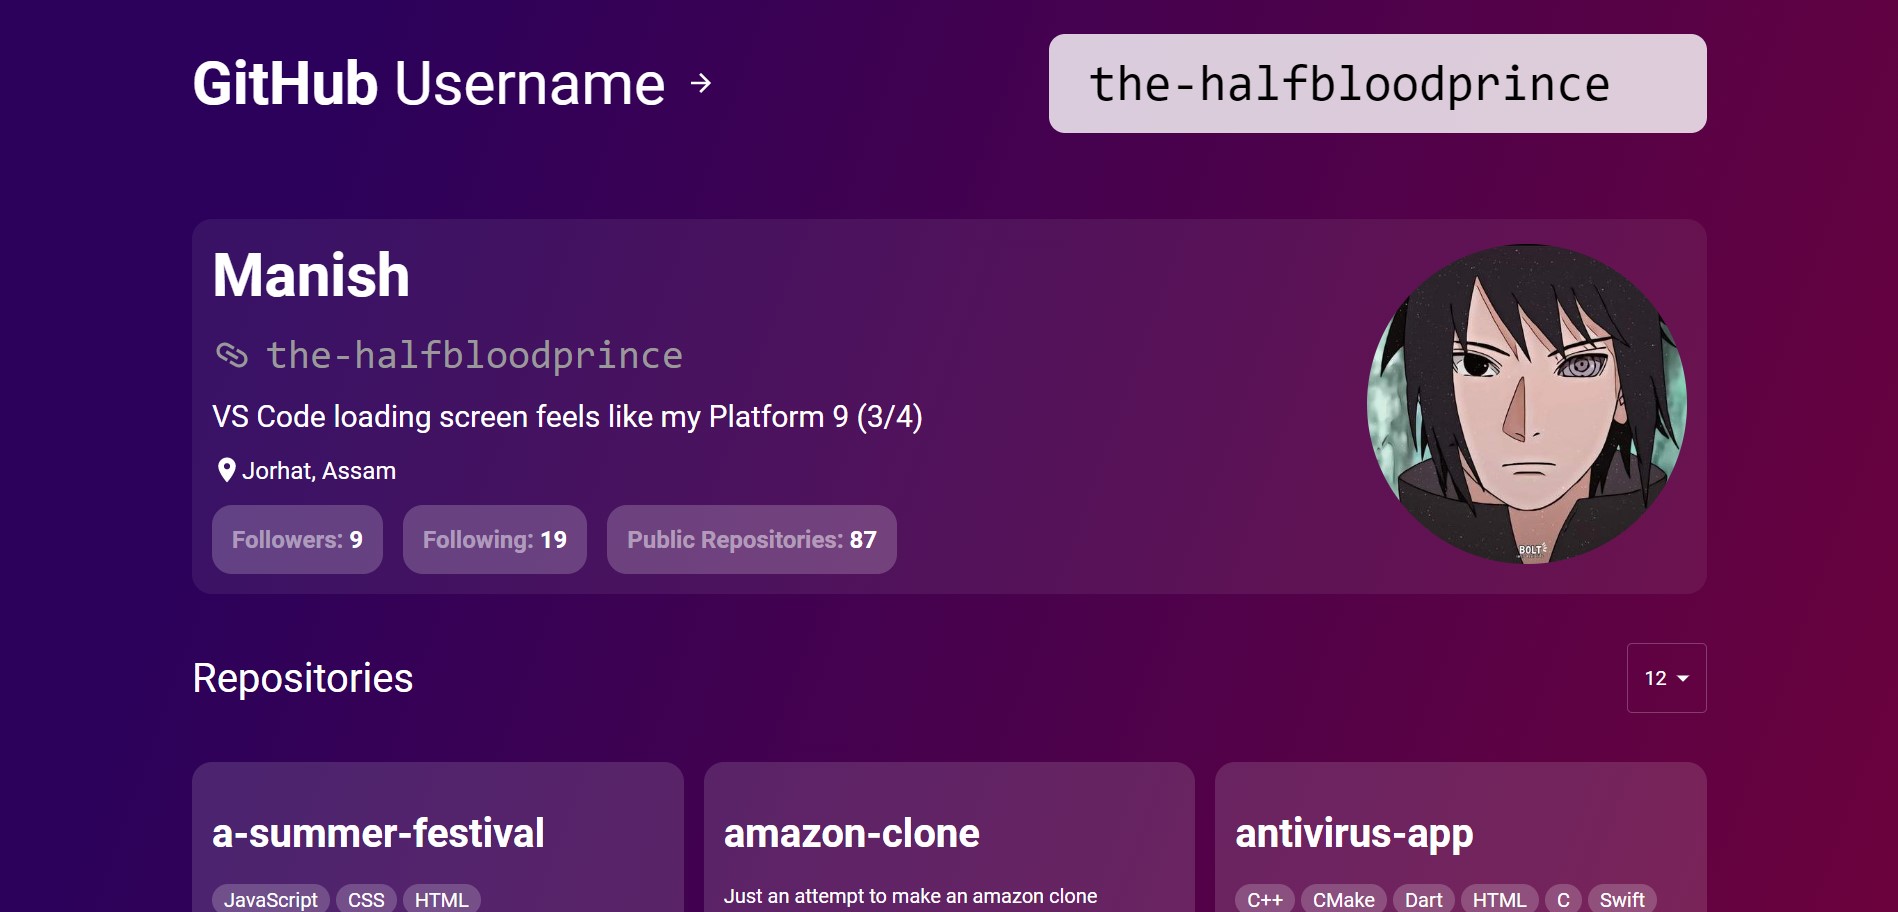 GitHub Username →
the-halfbloodprince
Manish
the-halfbloodprince
VS Code loading screen feels like my Platform 9 (3/4)
Jorhat, Assam
Followers: 9 Following: 19 Public Repositories: 87
BOLT
Repositories
12
a-summer-festival
JavaScript CSS HTML
amazon-clone
Just an attempt to make an amazon clone
antivirus-app
C++ CMake Dart HTML C Swift